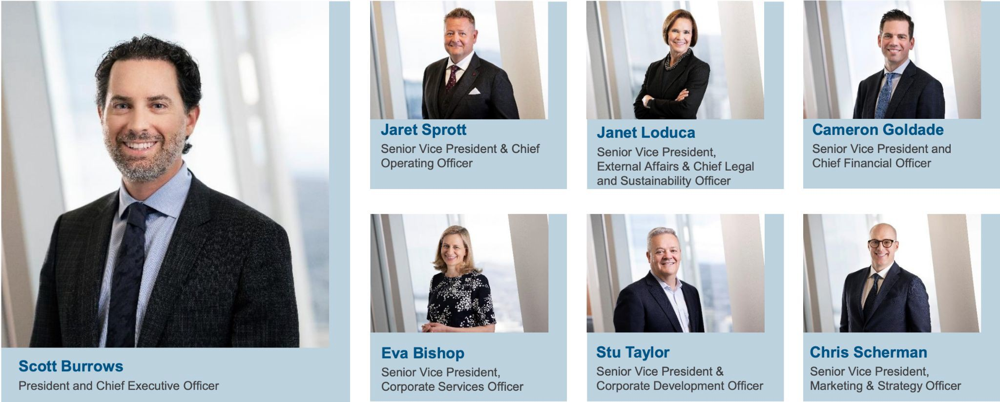 Scott Burrows
President and Chief Executive Officer
Jaret Sprott
Senior Vice President & Chief
Operating Officer
Janet Loduca
Senior Vice President,
External Affairs & Chief Legal
and Sustainability Officer
Cameron Goldade
Senior Vice President and
Chief Financial Officer
Eva Bishop
Senior Vice President,
Corporate Services Officer
Stu Taylor
Senior Vice President &
Corporate Development Officer
Chris Scherman
Senior Vice President,
Marketing & Strategy Officer